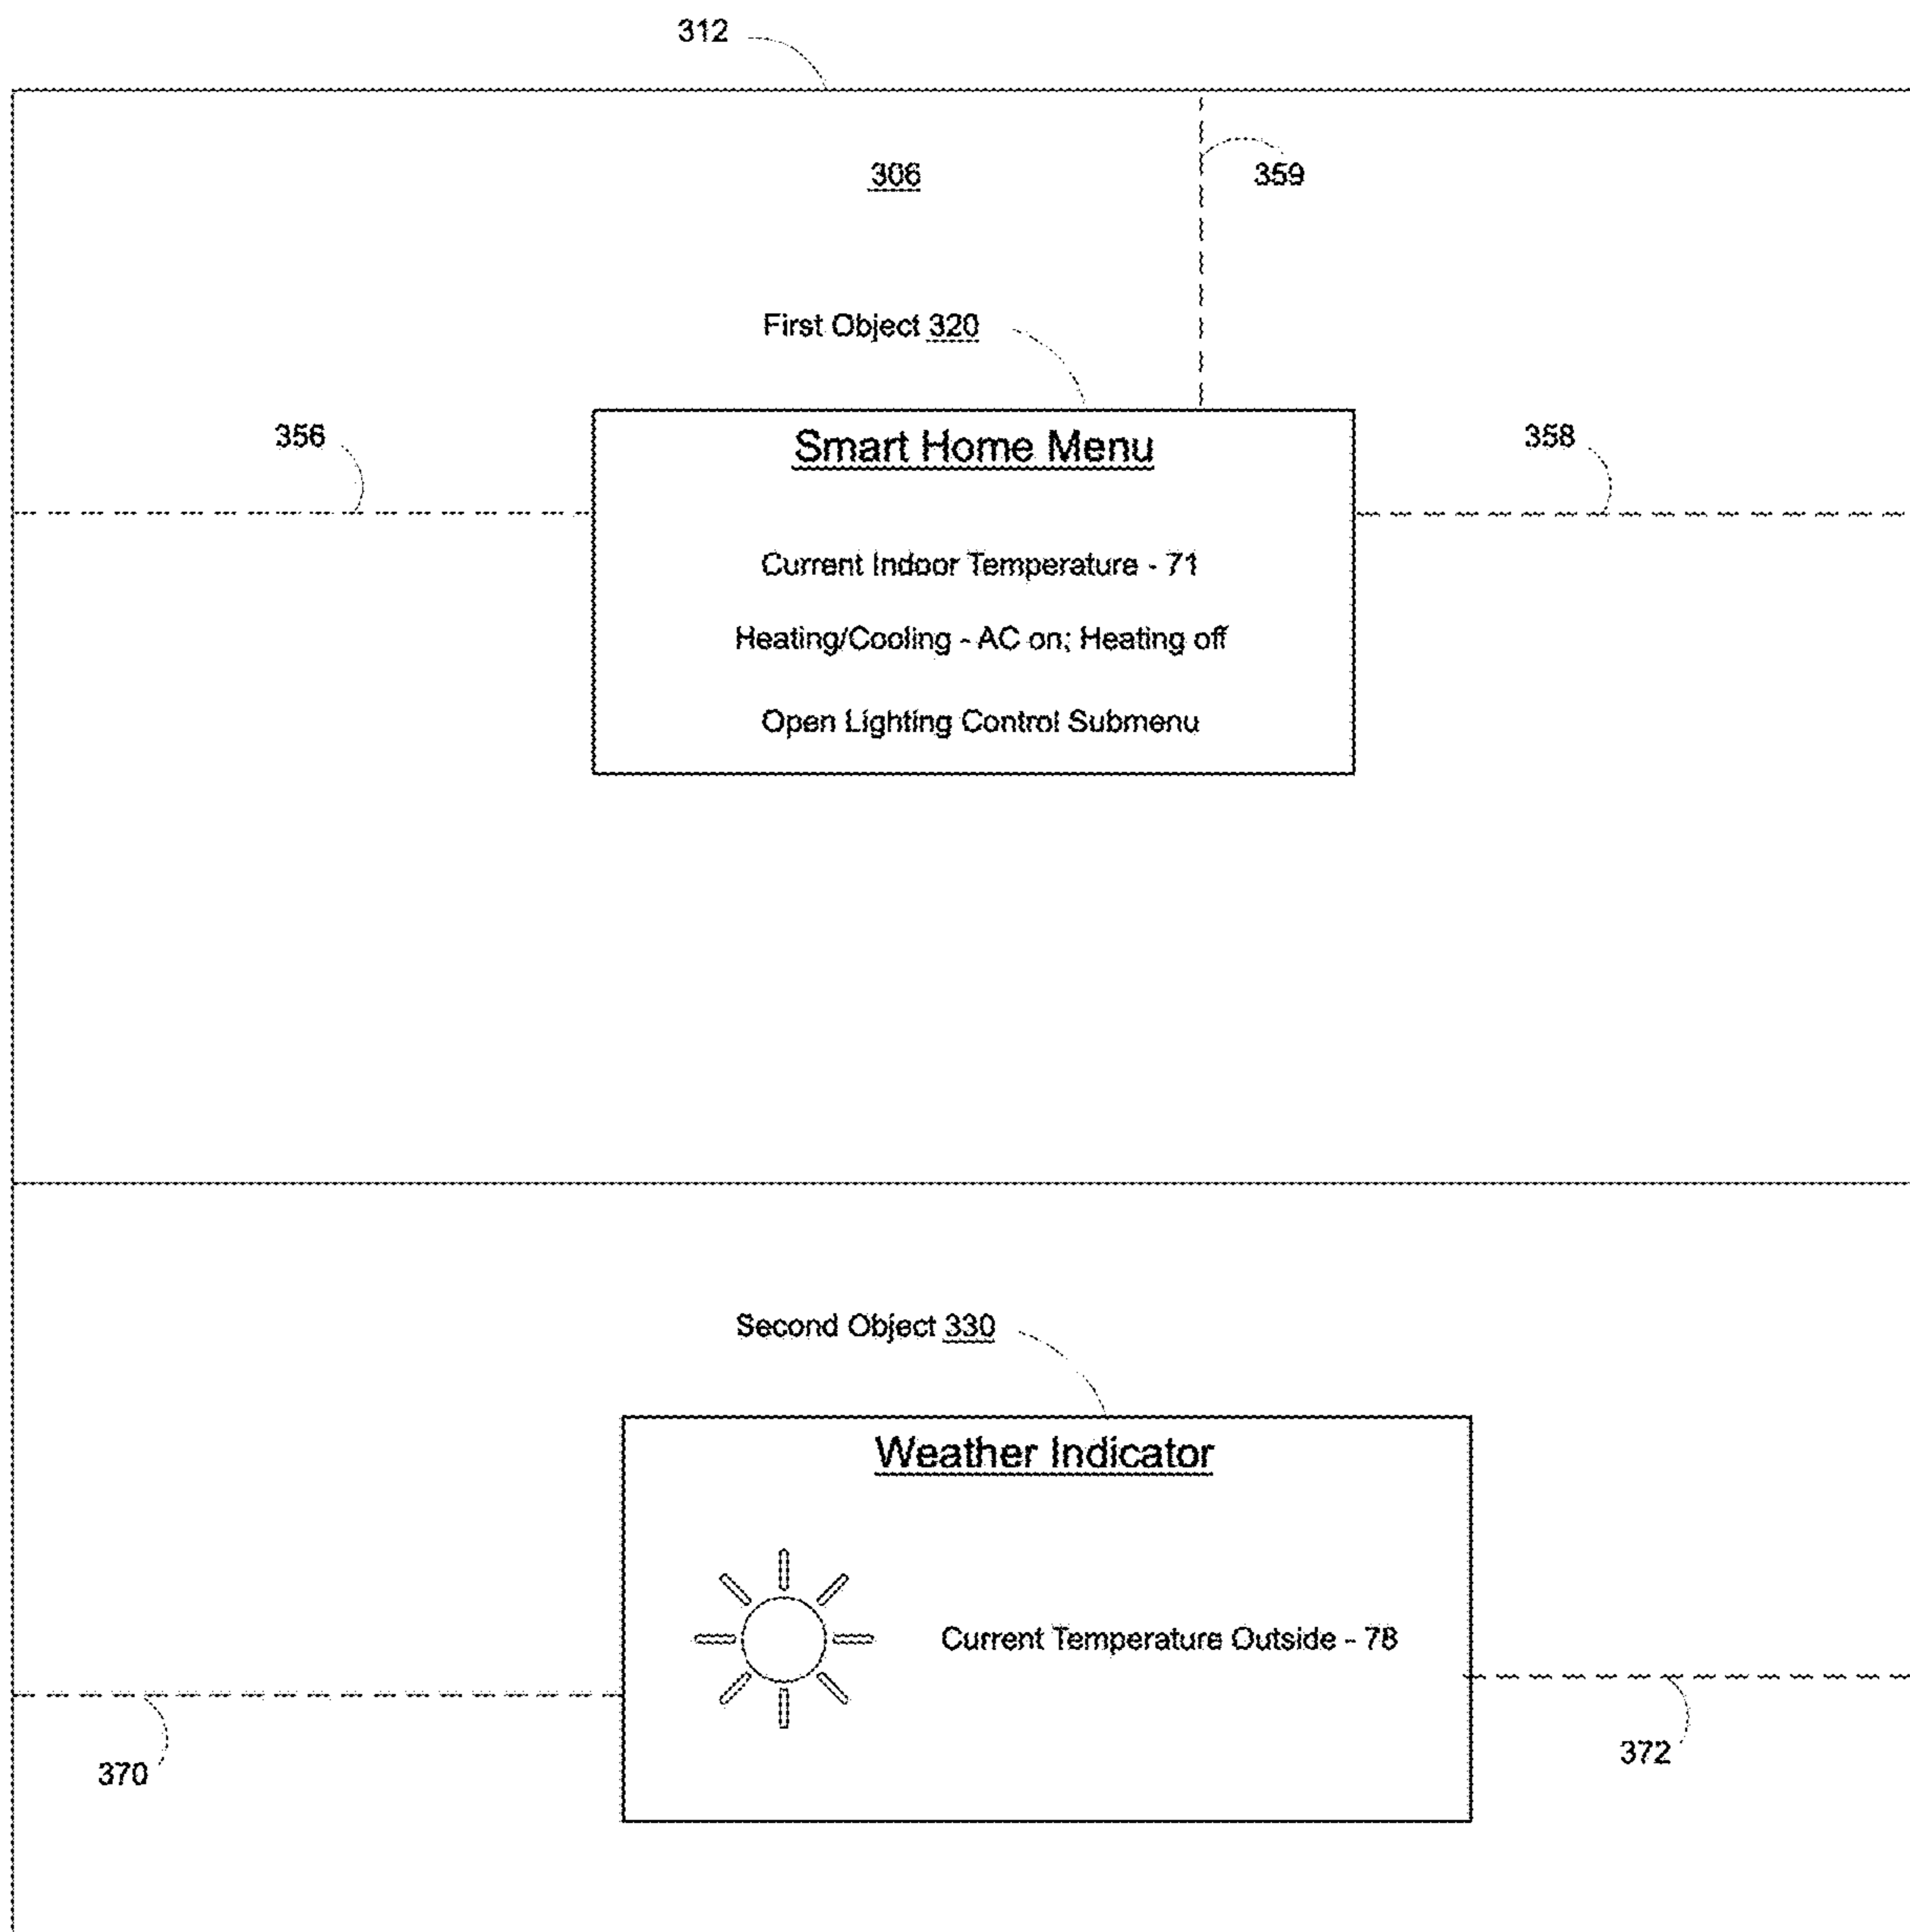 312
306
359
First Object 320
356
Smart Home Menu
358
Current Indoor Temperature - 71
Heating/Cooling - AC on; Heating off
Open Lighting Control Submenu
Second Object 330
Weather Indicator
Current Temperature Outside - 78
370
372